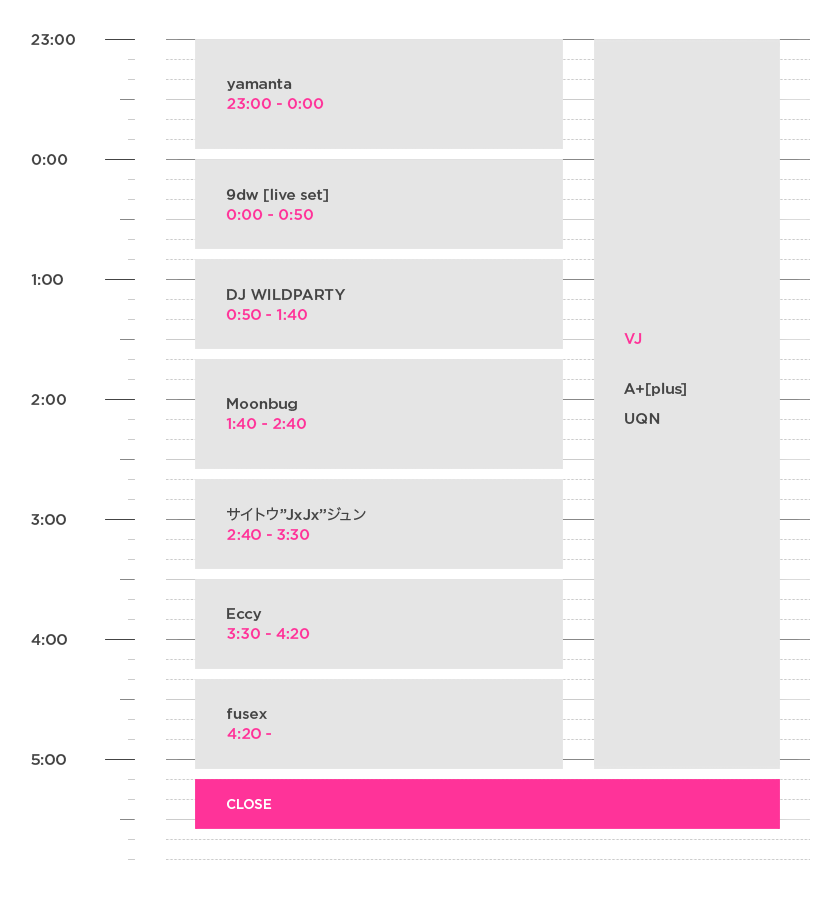 23:00
yamanta
23:00 - 0:00
0:00
9dw [live set]
0:00 - 0:50
1:00
DJ WILDPARTY
0:50 - 1:40
VJ
A+[plus]
UQN
2:00
Moonbug
1:40 - 2:40
3:00
サイトウ”JxJx”ジュン
2:40 - 3:30
Eccy
3:30 - 4:20
4:00
fusex
4:20 -
5:00
CLOSE